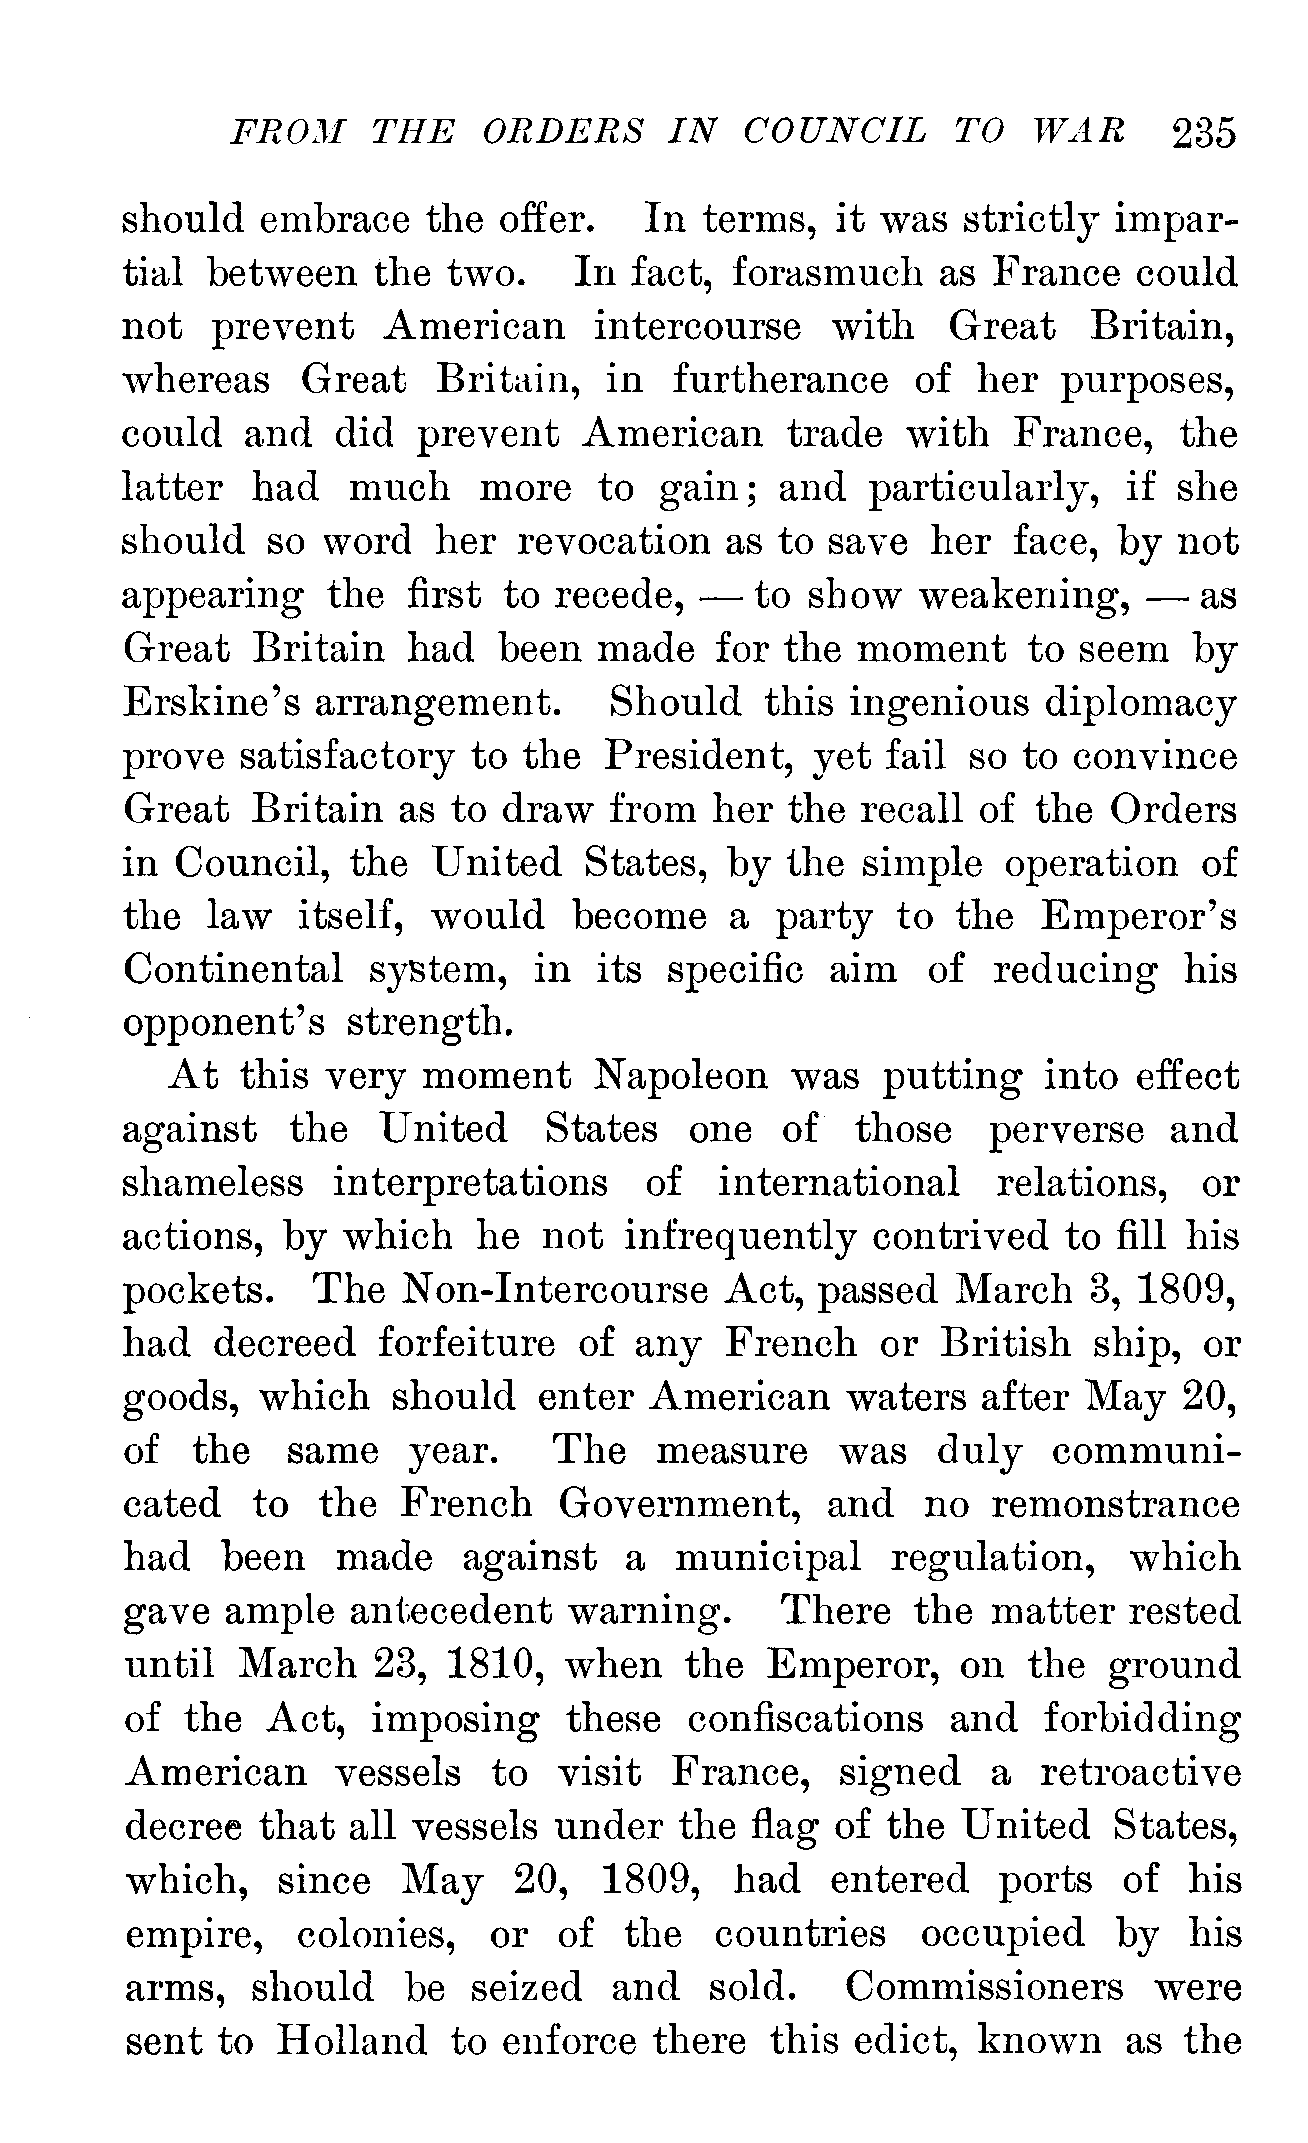 FROM THE ORDERS IN COUNCIL TO WAR 235
should embrace the offer. In terms, it was strictly impar-
tial between the two. In fact, forasmuch as France could
not prevent American intercourse with Great Britain,
whereas Great Britain, in furtherance of her purposes,
could and did prevent American trade with France, the
latter had much more to gain; and particularly, if she
should so word her revocation as to save her face, by not
appearing the first to recede, — to show weakening, — as
Great Britain had been made for the moment to seem by
Erskine's arrangement. Should this ingenious diplomacy
prove satisfactory to the President, yet fail so to convince
Great Britain as to draw from her the recall of the Orders
in Council, the United States, by the simple operation of
the law itself, would become a party to the Emperor's
Continental system, in its specific aim of reducing his
opponent's strength.
At this very moment Napoleon was putting into effect
against the United States one of those perverse and
shameless interpretations of international relations, or
actions, by which he not infrequently contrived to fill his
pockets. The Non-Intercourse Act, passed March 3, 1809,
had decreed forfeiture of any French or British ship, or
goods, which should enter American waters after May 20,
of the same year. The measure was duly communi-
cated to the French Government, and no remonstrance
had been made against a municipal regulation, which
gave ample antecedent warning. There the matter rested
until March 23, 1810, when the Emperor, on the ground
of the Act, imposing these confiscations and forbidding
American vessels to visit France, signed a retroactive
decree that all vessels under the flag of the United States,
which, since May 20, 1809, had entered ports of his
empire, colonies, or of the countries occupied by his
arms, should be seized and sold. Commissioners were
sent to Holland to enforce there this edict, known as the